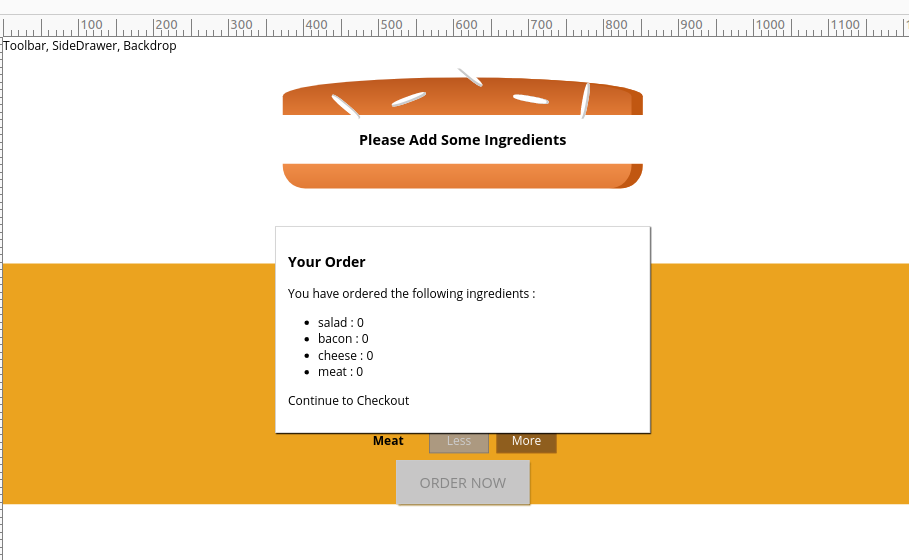 100 200 300 400 500 600 700 800 900 1000 1100
Toolbar, SideDrawer, Backdrop
Please Add Some Ingredients
Your Order
You have ordered the following ingredients :
salad : 0
bacon : 0
cheese : 0
meat : 0
Continue to Checkout
Meat Less More
ORDER NOW